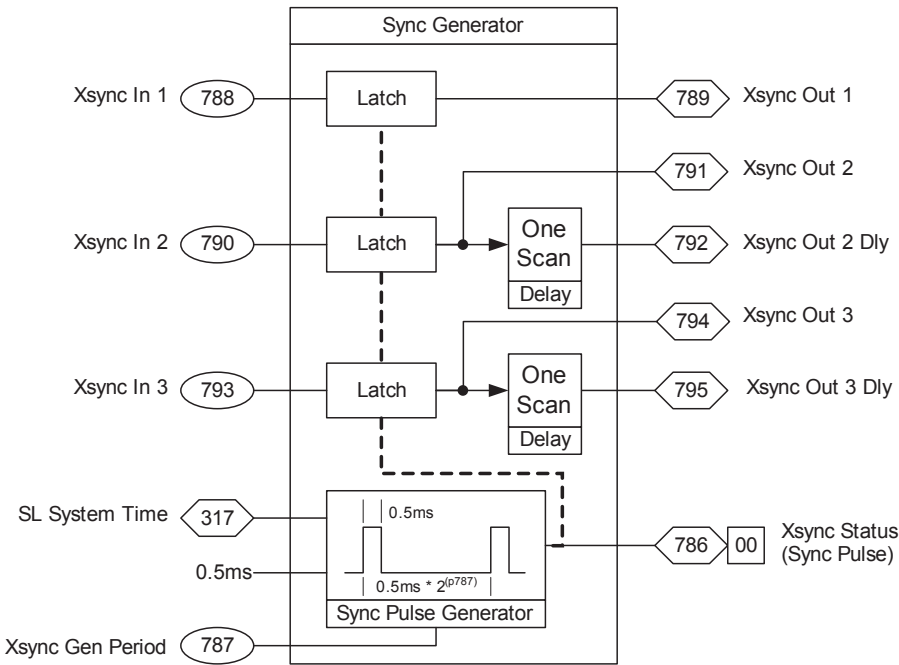 Sync Generator
Xsync In 1 788 Latch 789 Xsync Out 1
791 Xsync Out 2
Xsync In 2 790 Latch One Scan 792 Xsync Out 2 Dly
Delay
794 Xsync Out 3
Xsync In 3 793 Latch One Scan 795 Xsync Out 3 Dly
Delay
SL System Time 317 0.5ms
786 00 Xsync Status
(Sync Pulse)
0.5ms
0.5ms * 2^(p787)
Sync Pulse Generator
Xsync Gen Period 787